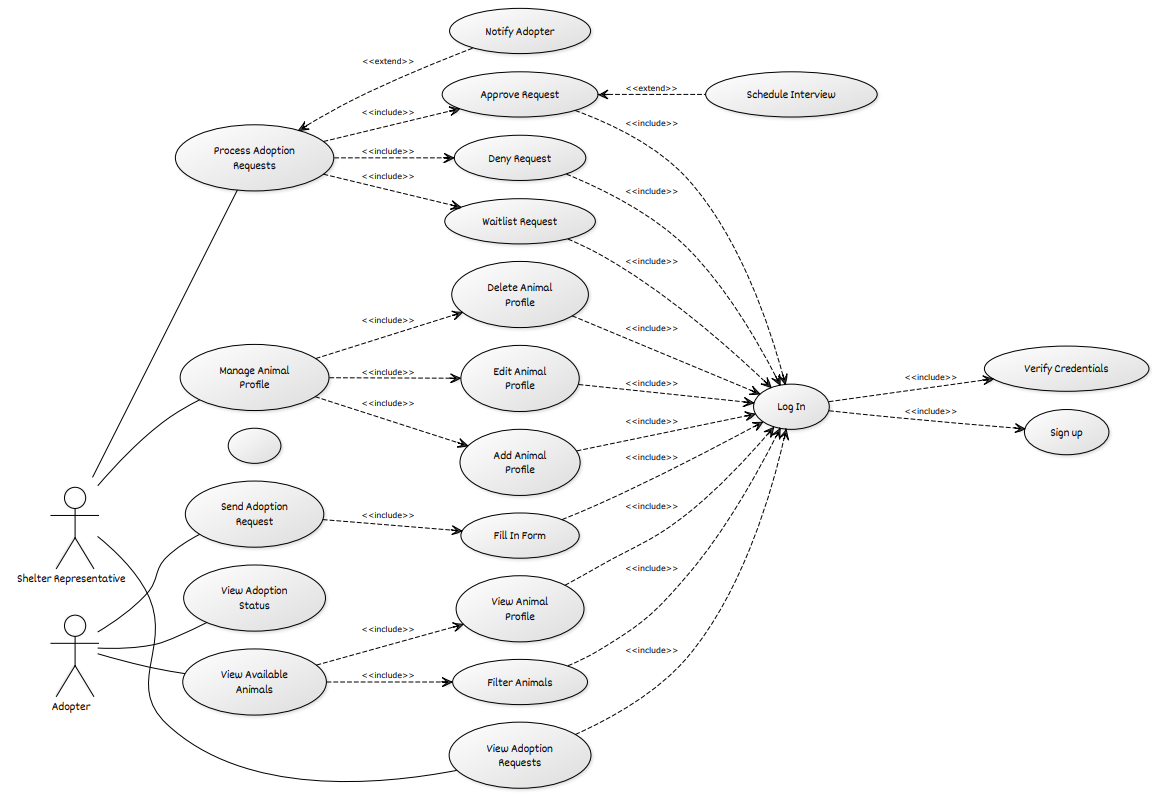 Notify Adopter
<<extend>>
Approve Request
<<extend>>
Schedule Interview
<<include>>
<<include>>
Process Adoption
Requests
<<include>>
Deny Request
<<include>>
<<include>>
Waitlist Request
<<include>>
Delete Animal
Profile
<<include>>
<<include>>
Manage Animal
Profile
<<include>>
Edit Animal
Profile
<<include>>
<<include>>
Verify Credentials
<<include>>
Log In
<<include>>
Sign up
<<include>>
Add Animal
Profile
<<include>>
Send Adoption
Request
<<include>>
Fill In Form
<<include>>
Shelter Representative
<<include>>
View Adoption
Status
View Animal
Profile
<<include>>
<<include>>
View Available
Animals
<<include>>
Filter Animals
Adopter
View Adoption
Requests